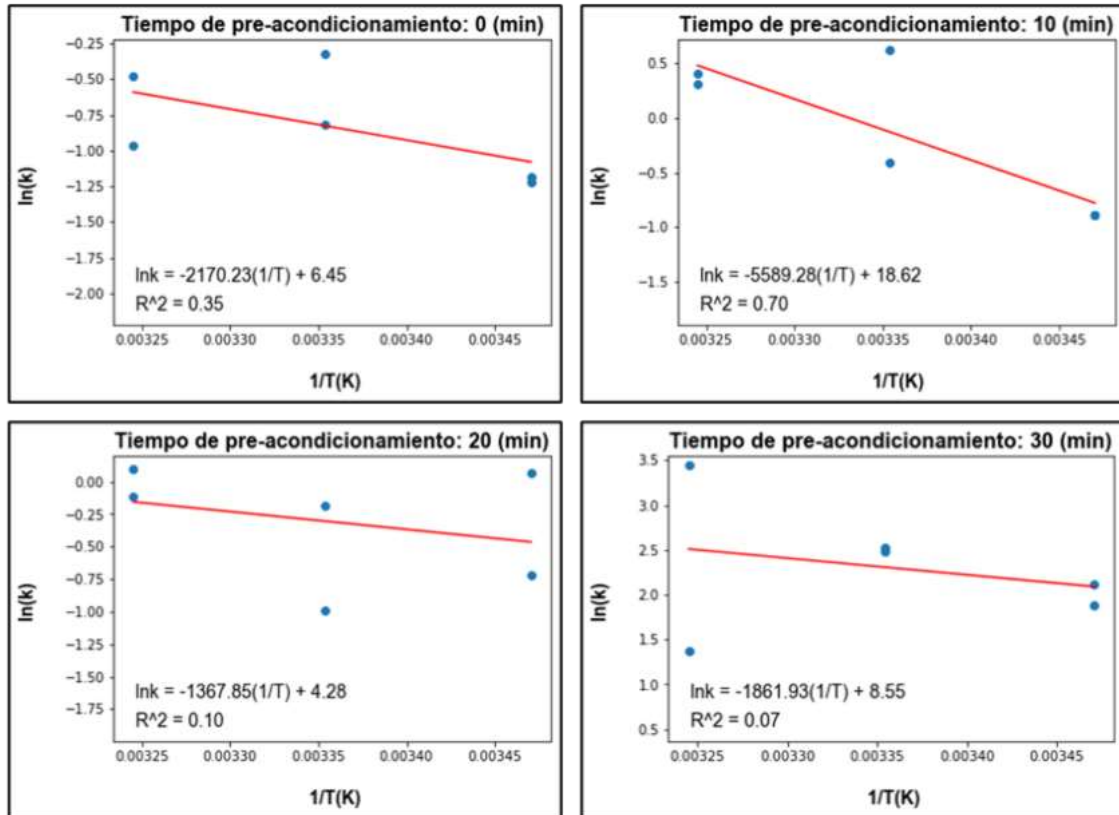 Tiempo de pre-acondicionamiento: 0 (min)
−0.25
−0.50
−0.75
−1.00
−1.25
−1.50
−1.75
−2.00
ln(k)
lnk = -2170.23(1/T) + 6.45
R^2 = 0.35
0.00325 0.00330 0.00335 0.00340 0.00345
1/T(K)
Tiempo de pre-acondicionamiento: 10 (min)
0.5
0.0
−0.5
−1.0
−1.5
ln(k)
lnk = -5589.28(1/T) + 18.62
R^2 = 0.70
0.00325 0.00330 0.00335 0.00340 0.00345
1/T(K)
Tiempo de pre-acondicionamiento: 20 (min)
0.00
−0.25
−0.50
−0.75
−1.00
−1.25
−1.50
−1.75
ln(k)
lnk = -1367.85(1/T) + 4.28
R^2 = 0.10
0.00325 0.00330 0.00335 0.00340 0.00345
1/T(K)
Tiempo de pre-acondicionamiento: 30 (min)
3.5
3.0
2.5
2.0
1.5
1.0
0.5
ln(k)
lnk = -1861.93(1/T) + 8.55
R^2 = 0.07
0.00325 0.00330 0.00335 0.00340 0.00345
1/T(K)